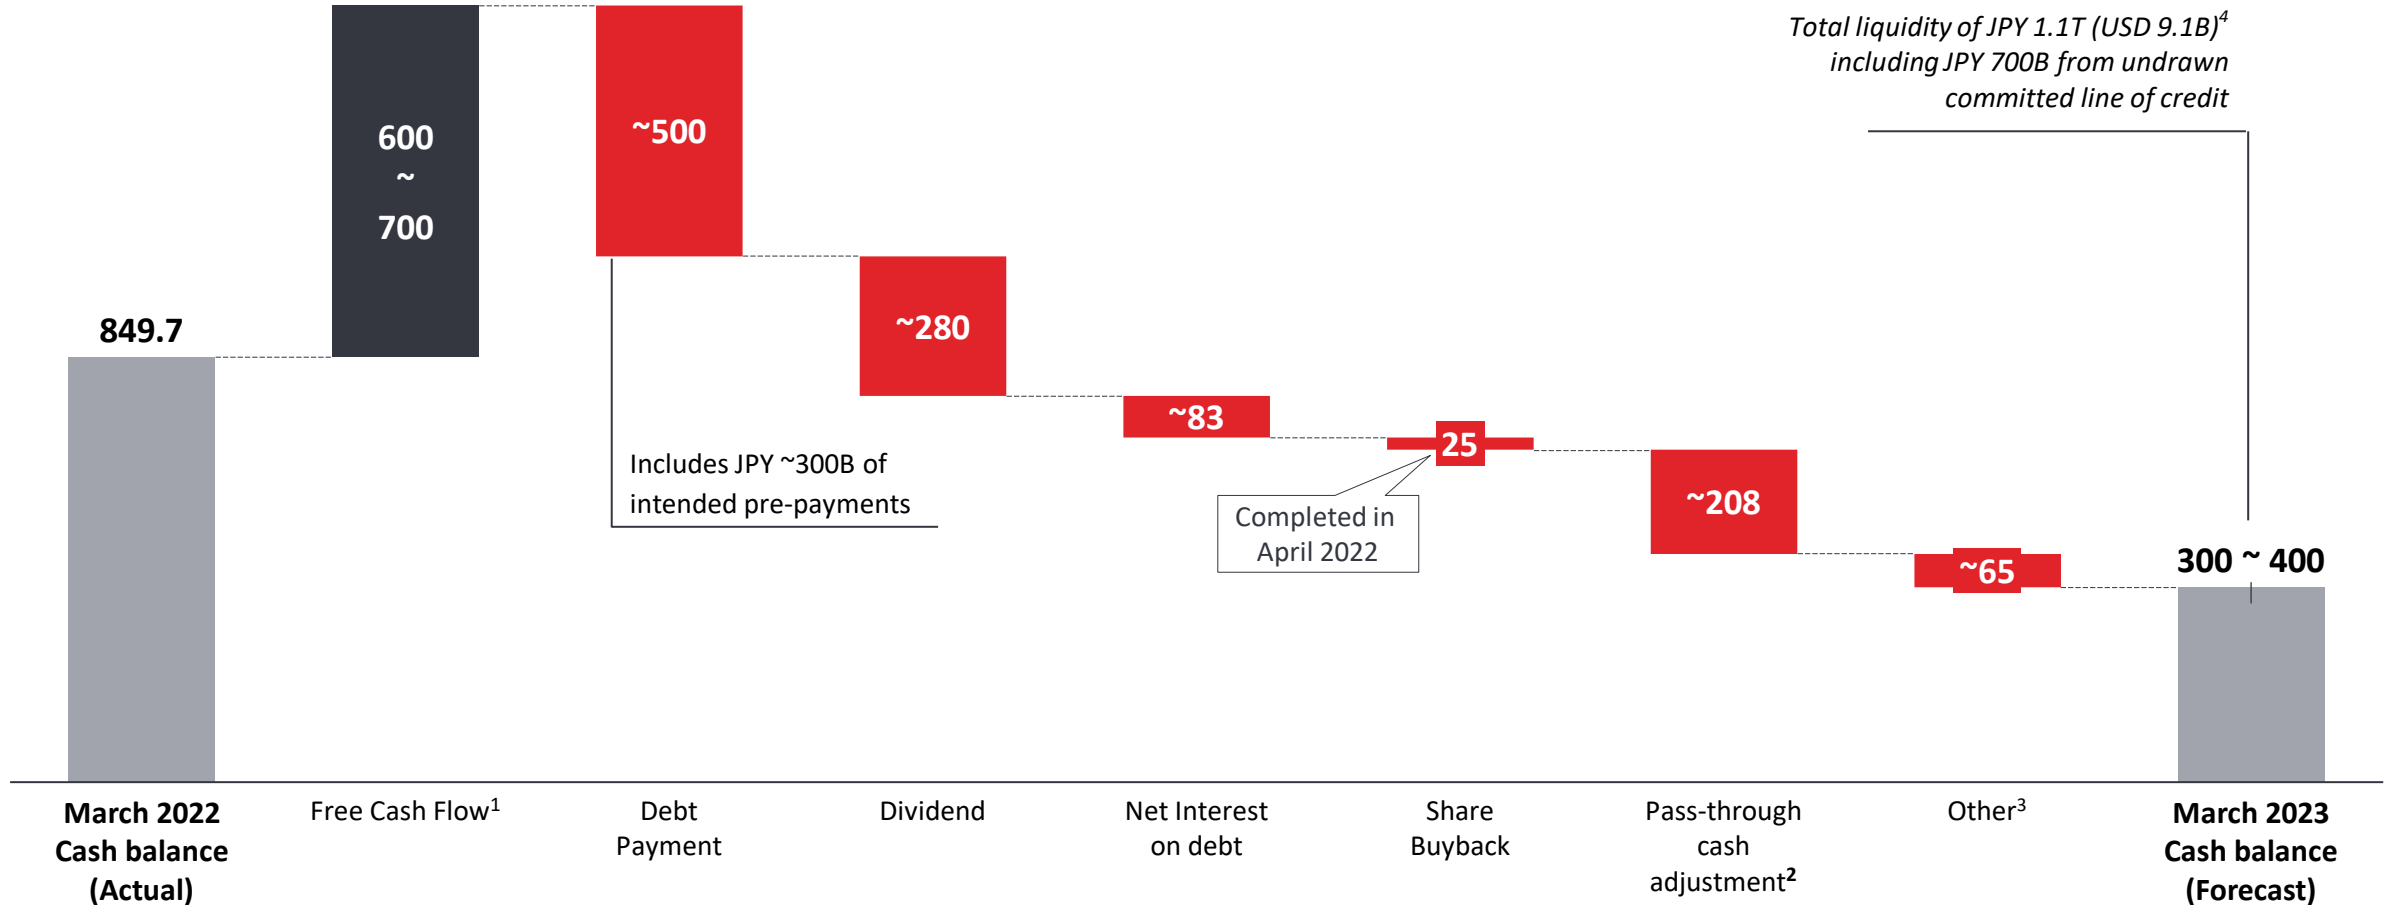 Total liquidity of JPY 1.1T (USD 9.1B)4
including JPY 700B from undrawn
committed line of credit
849.7
600
~
700
~500
Includes JPY ~300B of
intended pre-payments
~280
~83
25
Completed in
April 2022
~208
~65
300 ~ 400
March 2022
Cash balance
(Actual)
Free Cash Flow1
Debt
Payment
Dividend
Net Interest
on debt
Share
Buyback
Pass-through
cash
adjustment2
Other3
March 2023
Cash balance
(Forecast)